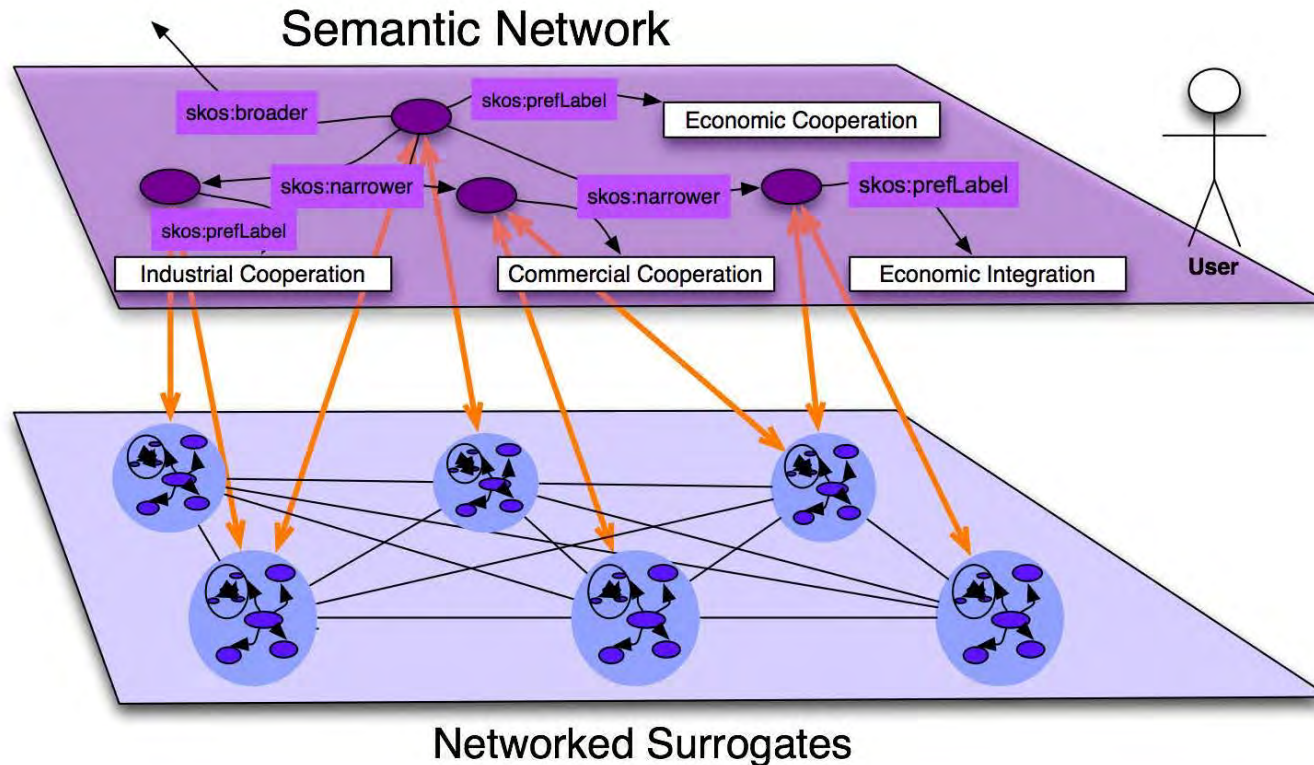 Semantic Network
skos:broader
skos:prefLabel
Economic Cooperation
skos:narrower
skos:narrower
skos:prefLabel
skos:prefLabel
Industrial Cooperation
Commercial Cooperation
Economic Integration
User
Networked Surrogates